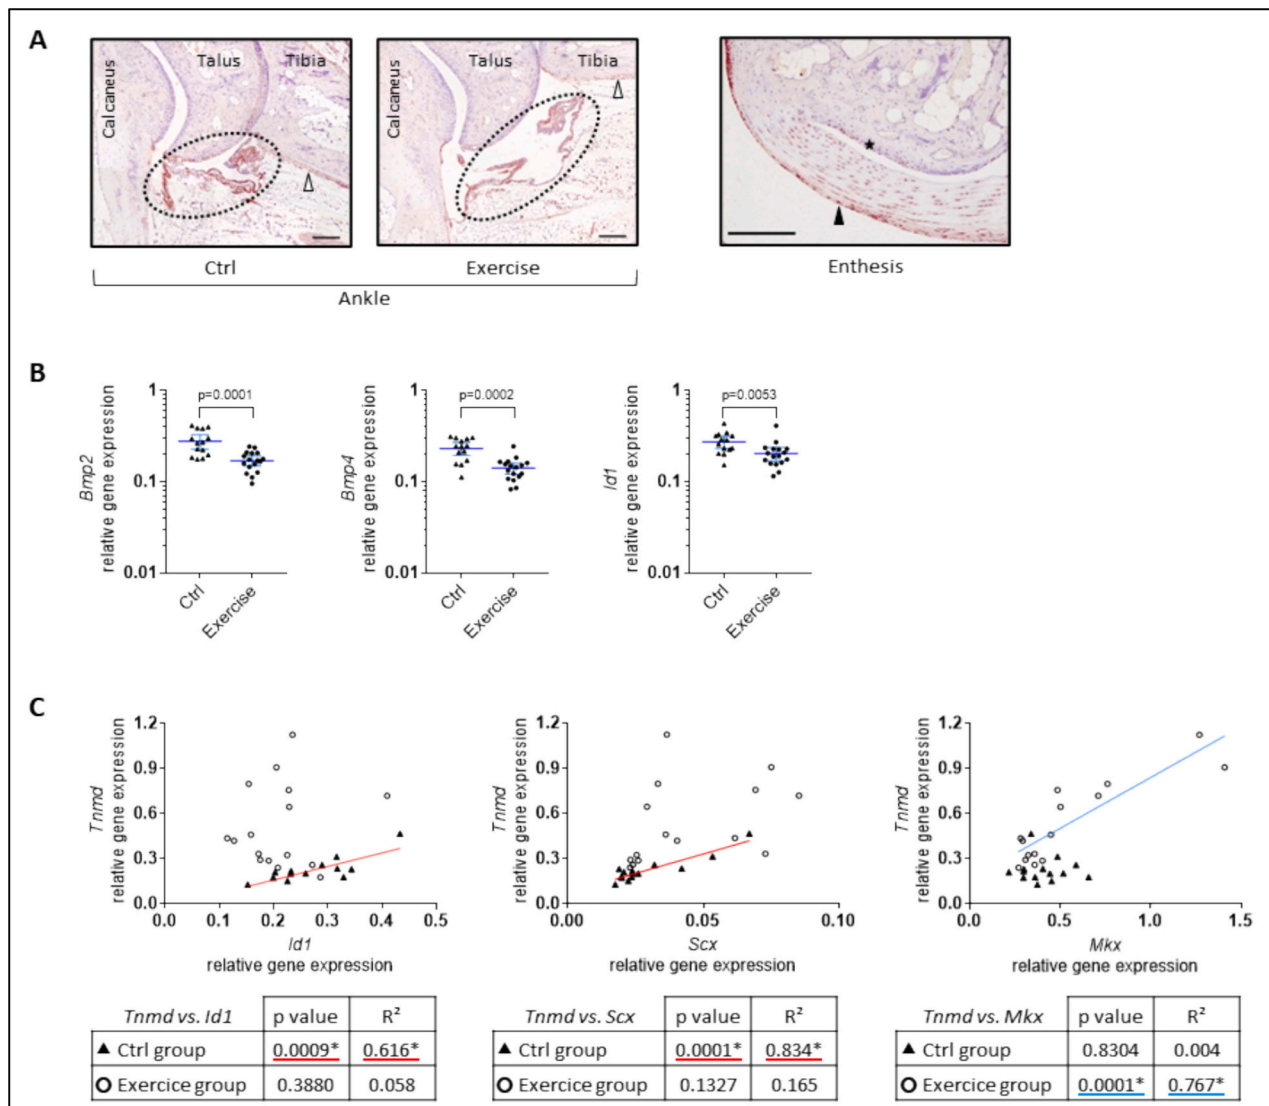 A
Calcaneus
Talus
Tibia
Calcaneus
Talus
Tibia
Ctrl
Exercise
Enthesis
Ankle
B
Bmp2
relative gene expression
1
0.1
0.01
p=0.0001
Ctrl
Exercise
Bmp4
relative gene expression
1
0.1
0.01
p=0.0002
Ctrl
Exercise
Id1
relative gene expression
1
0.1
0.01
p=0.0053
Ctrl
Exercise
C
Tnmd
relative gene expression
1.2
0.9
0.6
0.3
0.0
0.0 0.1 0.2 0.3 0.4 0.5
Id1
relative gene expression
Tnmd
relative gene expression
1.2
0.9
0.6
0.3
0.0
0.00 0.05 0.10
Scx
relative gene expression
Tnmd
relative gene expression
1.2
0.9
0.6
0.3
0.0
0.0 0.5 1.0 1.5
Mkx
relative gene expression
Tnmd vs. Id1 p value R²
▲ Ctrl group 0.0009* 0.616*
O Exercice group 0.3880 0.058
Tnmd vs. Scx p value R²
▲ Ctrl group 0.0001* 0.834*
O Exercice group 0.1327 0.165
Tnmd vs. Mkx p value R²
▲ Ctrl group 0.8304 0.004
O Exercice group 0.0001* 0.767*